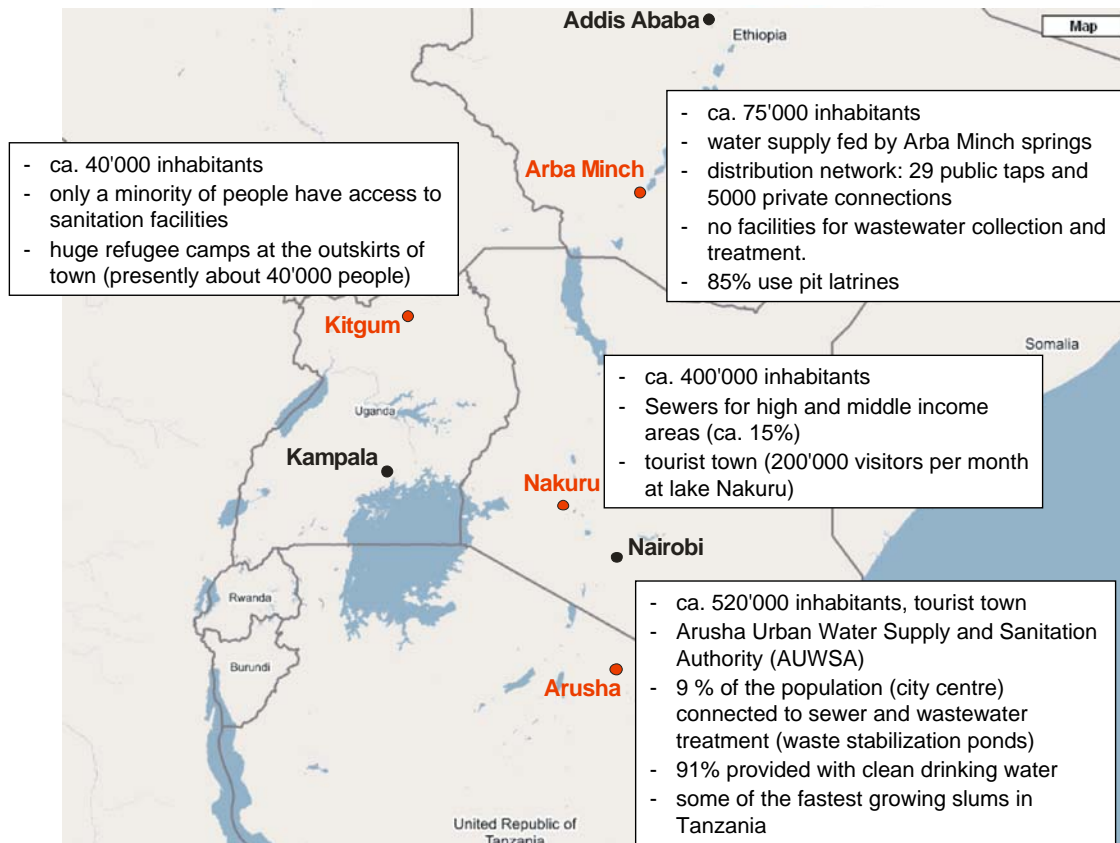 Addis Ababa
Ethiopia
Map
- ca. 75'000 inhabitants
- water supply fed by Arba Minch springs
- distribution network: 29 public taps and
5000 private connections
- no facilities for wastewater collection and
treatment.
- 85% use pit latrines
- ca. 40'000 inhabitants
- only a minority of people have access to
sanitation facilities
- huge refugee camps at the outskirts of
town (presently about 40'000 people)
Arba Minch
Kitgum
Somalia
- ca. 400'000 inhabitants
- Sewers for high and middle income
areas (ca. 15%)
- tourist town (200'000 visitors per month
at lake Nakuru)
Uganda
Kampala
Nakuru
Nairobi
Rwanda
Burundi
Arusha
- ca. 520'000 inhabitants, tourist town
- Arusha Urban Water Supply and Sanitation
Authority (AUWSA)
- 9 % of the population (city centre)
connected to sewer and wastewater
treatment (waste stabilization ponds)
- 91% provided with clean drinking water
- some of the fastest growing slums in
Tanzania
United Republic of
Tanzania